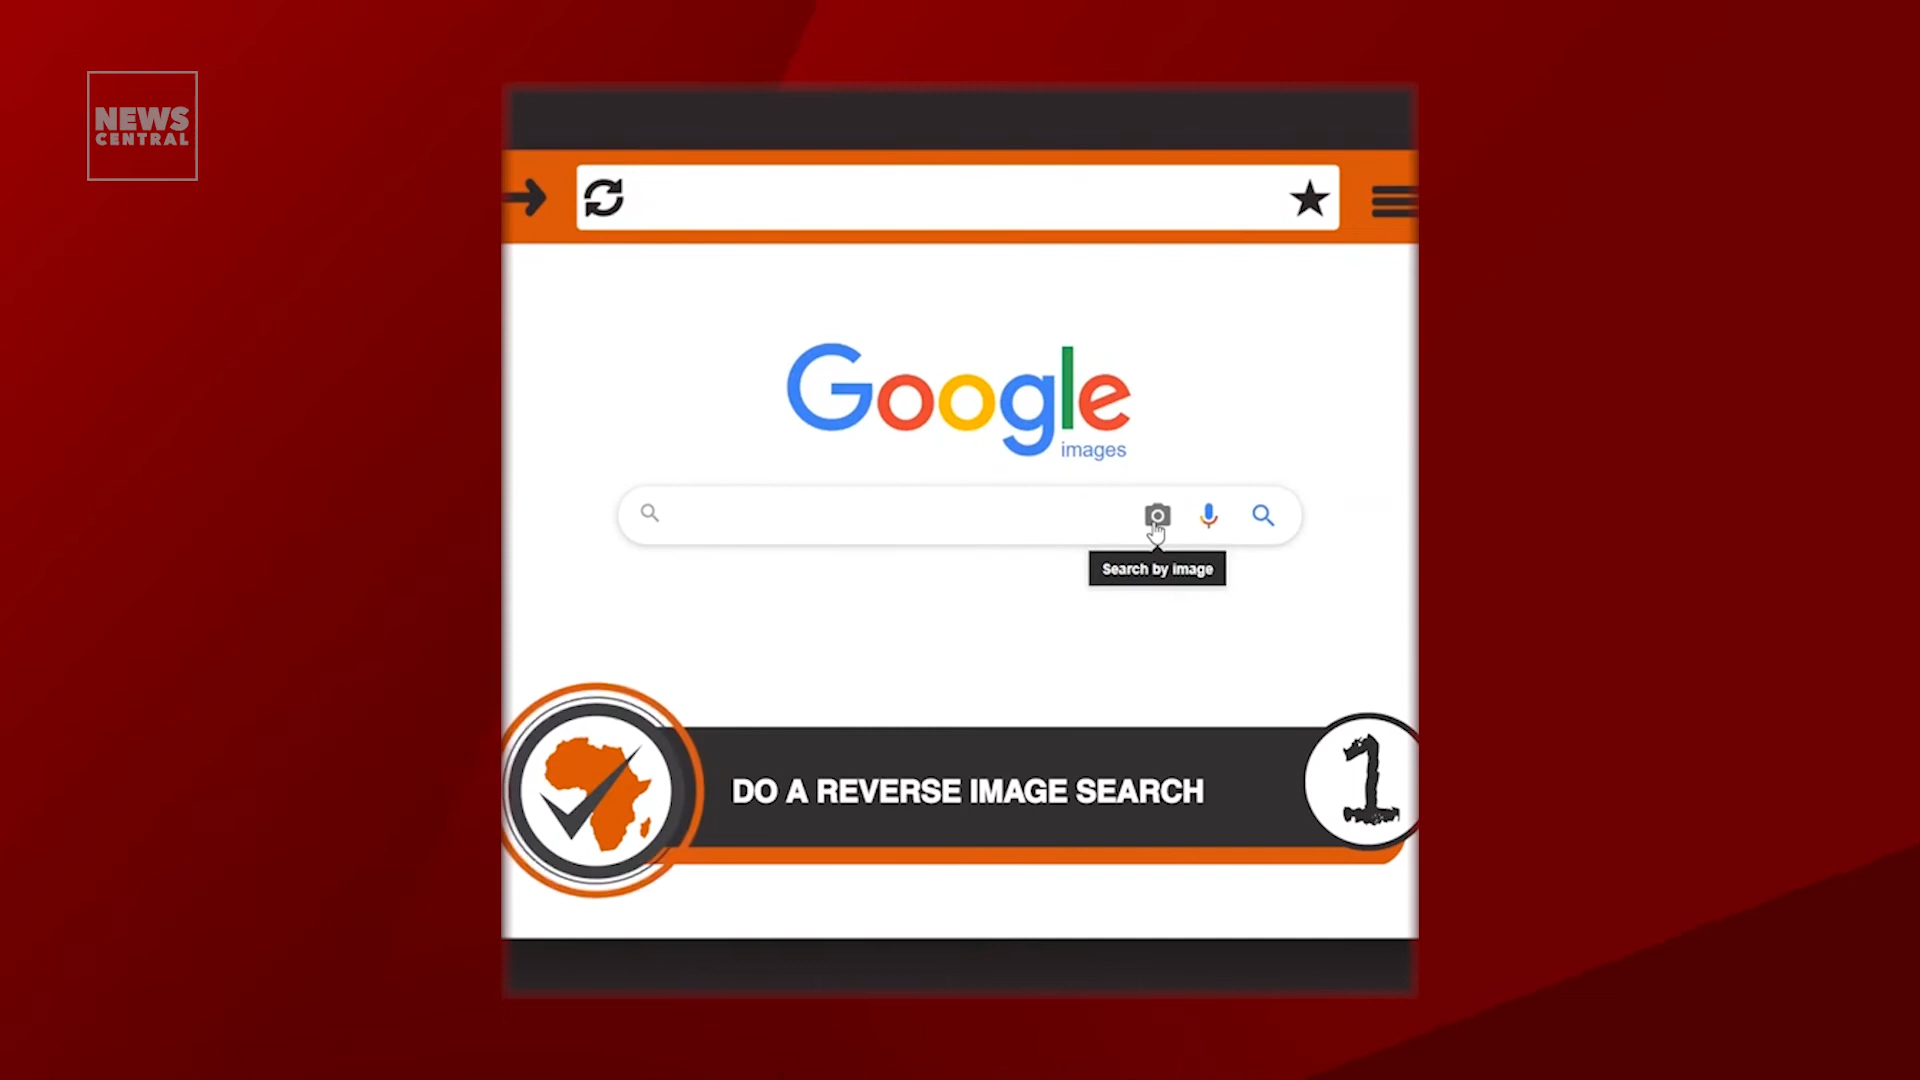 NEWS
CENTRAL
Google
images
Search by image
DO A REVERSE IMAGE SEARCH
1